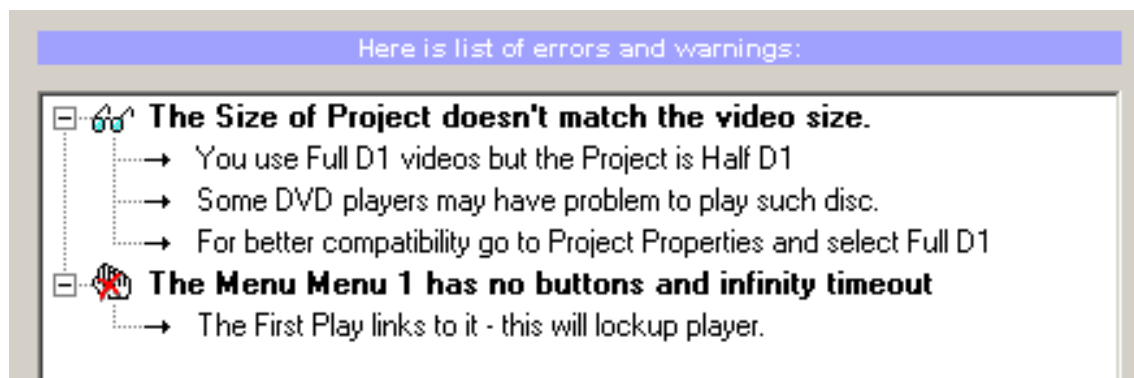 Here is list of errors and warnings:
The Size of Project doesn't match the video size.
You use Full D1 videos but the Project is Half D1
Some DVD players may have problem to play such disc.
For better compatibility go to Project Properties and select Full D1
The Menu Menu 1 has no buttons and infinity timeout
The First Play links to it - this will lockup player.